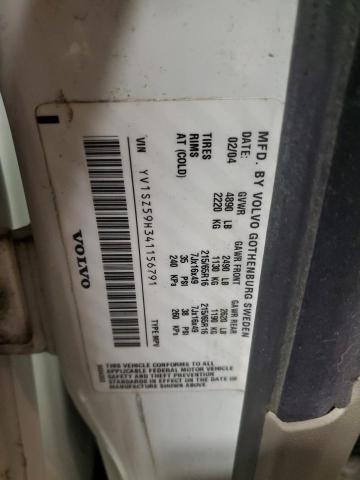 MFD. BY VOLVO GOTHENBURG SWEDEN
DATE: 02/04
GVWR GAWR FRONT GAWR REAR
4890 LB 2490 LB 2620 LB
2220 KG 1130 KG 1190 KG
TIRES 215/65R16 215/65R16
RIMS 7Jx16x49 7Jx16x49
AT (COLD) 35 PSI 38 PSI
240 KPa 260 KPa
VIN YV1SZ59H341156791 TYPE:MPV
THIS VEHICLE CONFORMS TO ALL
APPLICABLE FEDERAL MOTOR VEHICLE
SAFETY AND THEFT PREVENTION
STANDARDS IN EFFECT ON THE DATE OF
MANUFACTURE SHOWN ABOVE
VOLVO